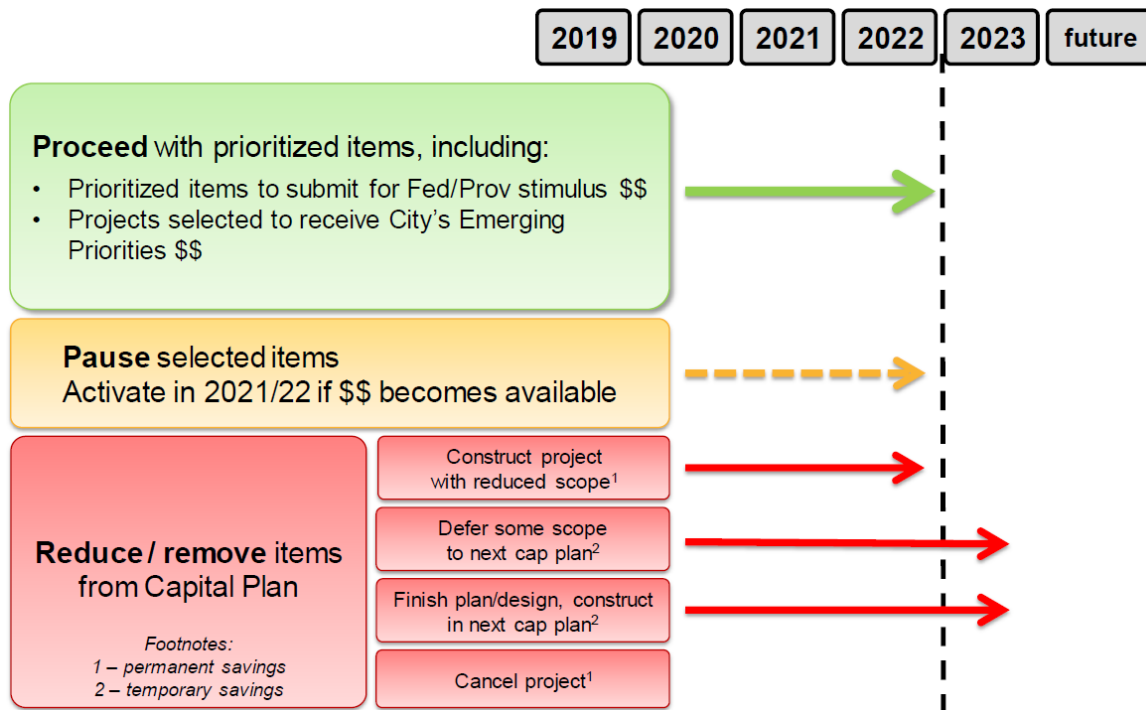 2019 2020 2021 2022 2023 future
Proceed with prioritized items, including:
• Prioritized items to submit for Fed/Prov stimulus $$
• Projects selected to receive City’s Emerging
Priorities $$
Pause selected items
Activate in 2021/22 if $$ becomes available
Reduce / remove items
from Capital Plan
Footnotes:
1 – permanent savings
2 – temporary savings
Construct project
with reduced scope¹
Defer some scope
to next cap plan²
Finish plan/design, construct
in next cap plan²
Cancel project¹